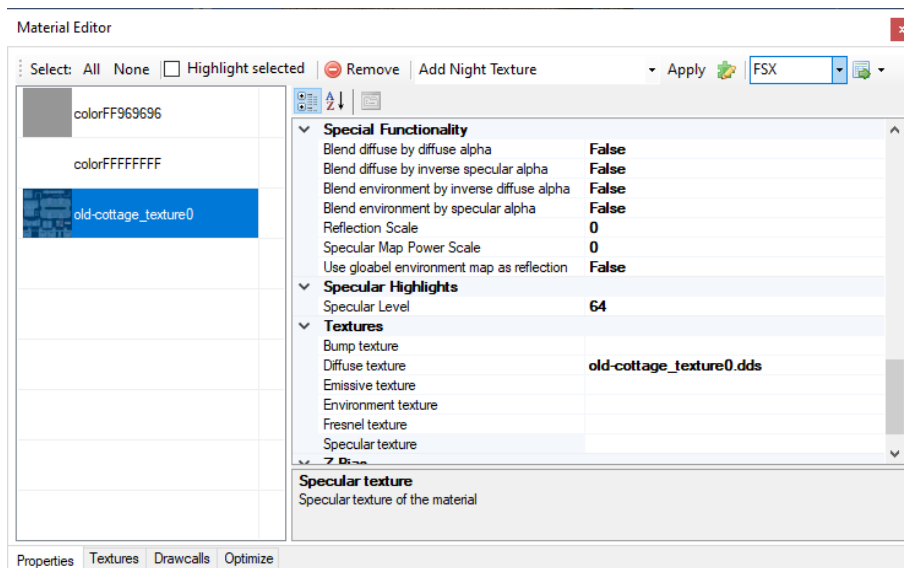 Material Editor
x
Select: All None Highlight selected Remove Add Night Texture Apply FSX
colorFF969696
colorFFFFFFFF
old-cottage_texture0
A Z
Special Functionality
Blend diffuse by diffuse alpha False
Blend diffuse by inverse specular alpha False
Blend environment by inverse diffuse alpha False
Blend environment by specular alpha False
Reflection Scale 0
Specular Map Power Scale 0
Use gloabel environment map as reflection False
Specular Highlights
Specular Level 64
Textures
Bump texture
Diffuse texture old-cottage_texture0.dds
Emissive texture
Environment texture
Fresnel texture
Specular texture
Z Bias
Specular texture
Specular texture of the material
Properties Textures Drawcalls Optimize